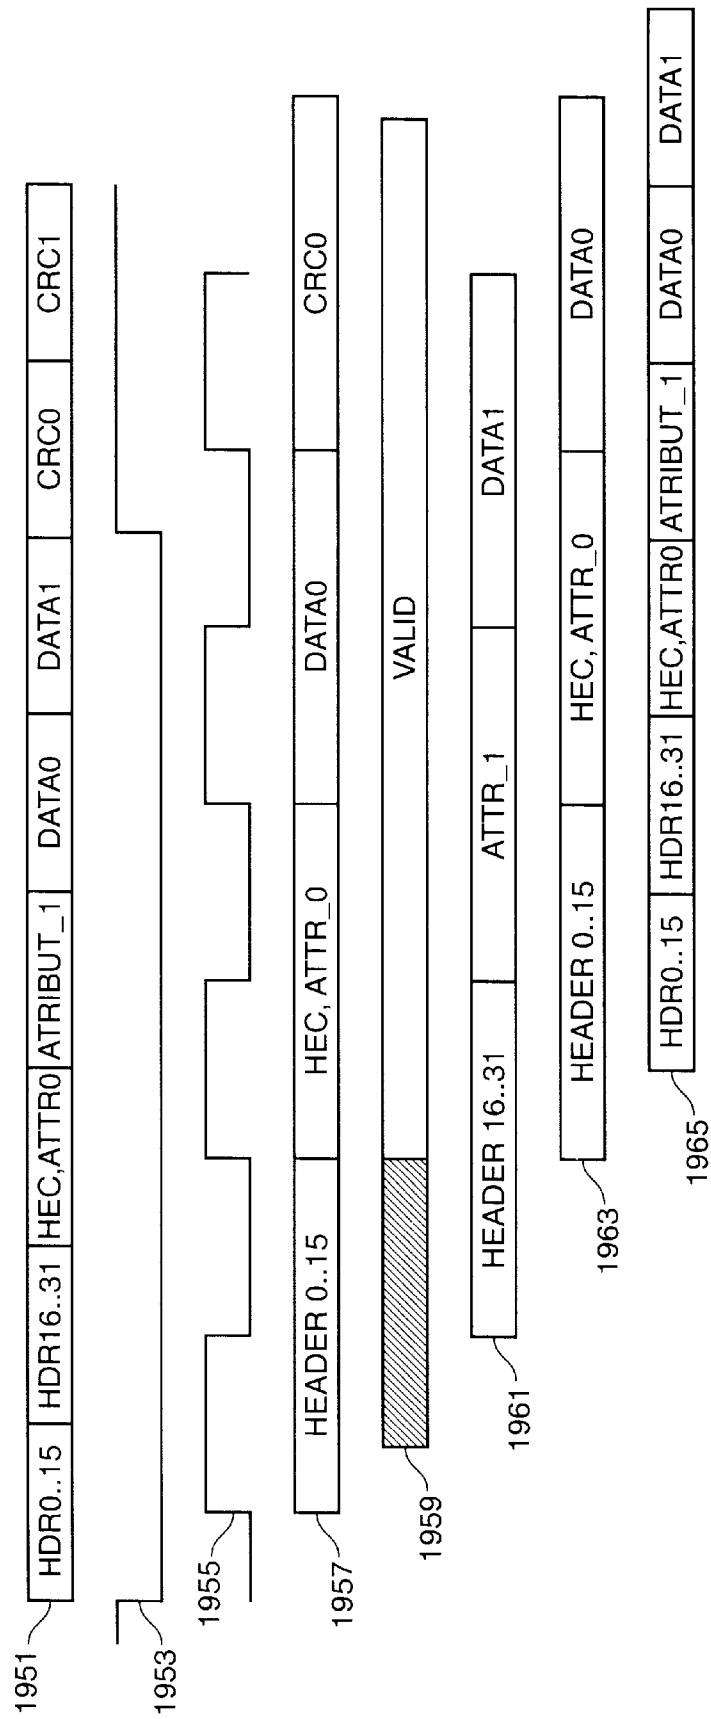 1951 HDR0..15 HDR16..31 HEC,ATTR0 ATRIBUT_1 DATA0 DATA1 CRC0 CRC1
1953
1955
1957 HEADER 0..15 HEC, ATTR_0 DATA0 CRC0
1959 VALID
1961 HEADER 16..31 ATTR_1 DATA1
1963 HEADER 0..15 HEC, ATTR_0 DATA0
1965 HDR0..15 HDR16..31 HEC,ATTR0 ATRIBUT_1 DATA0 DATA1